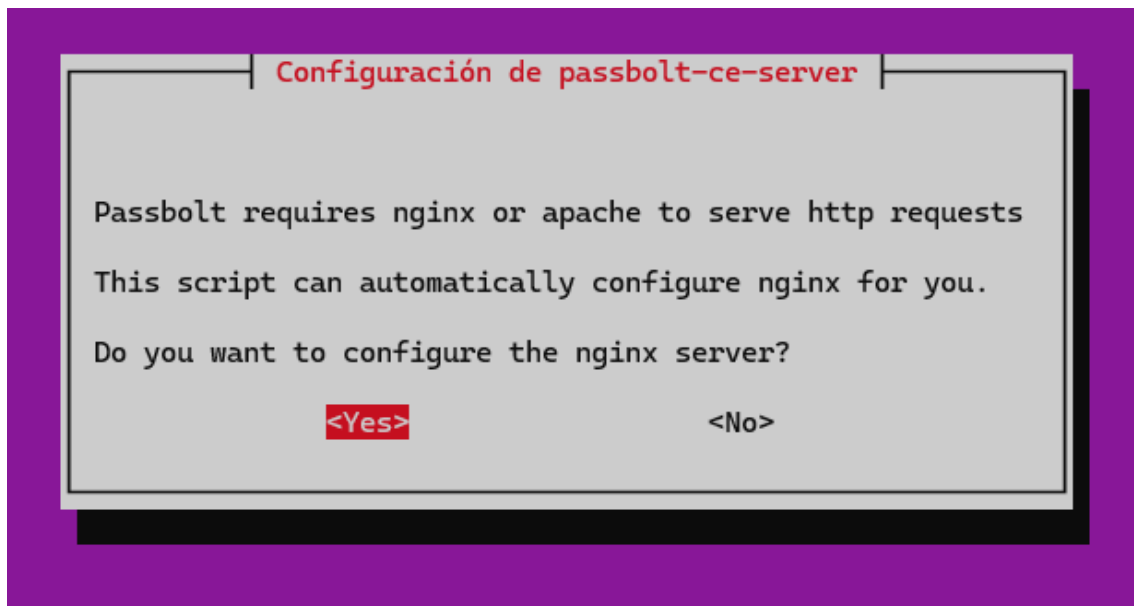 Configuración de passbolt-ce-server
Passbolt requires nginx or apache to serve http requests
This script can automatically configure nginx for you.
Do you want to configure the nginx server?
<Yes> <No>